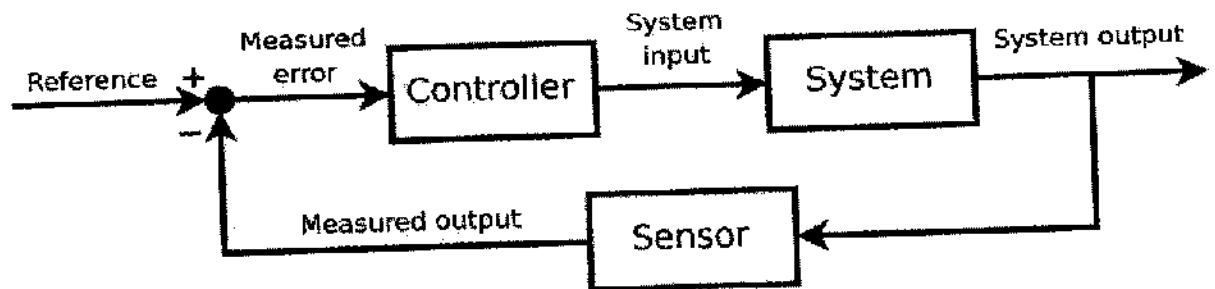 Reference
+
−
Measured
error
Controller
System
input
System
System output
Measured output
Sensor